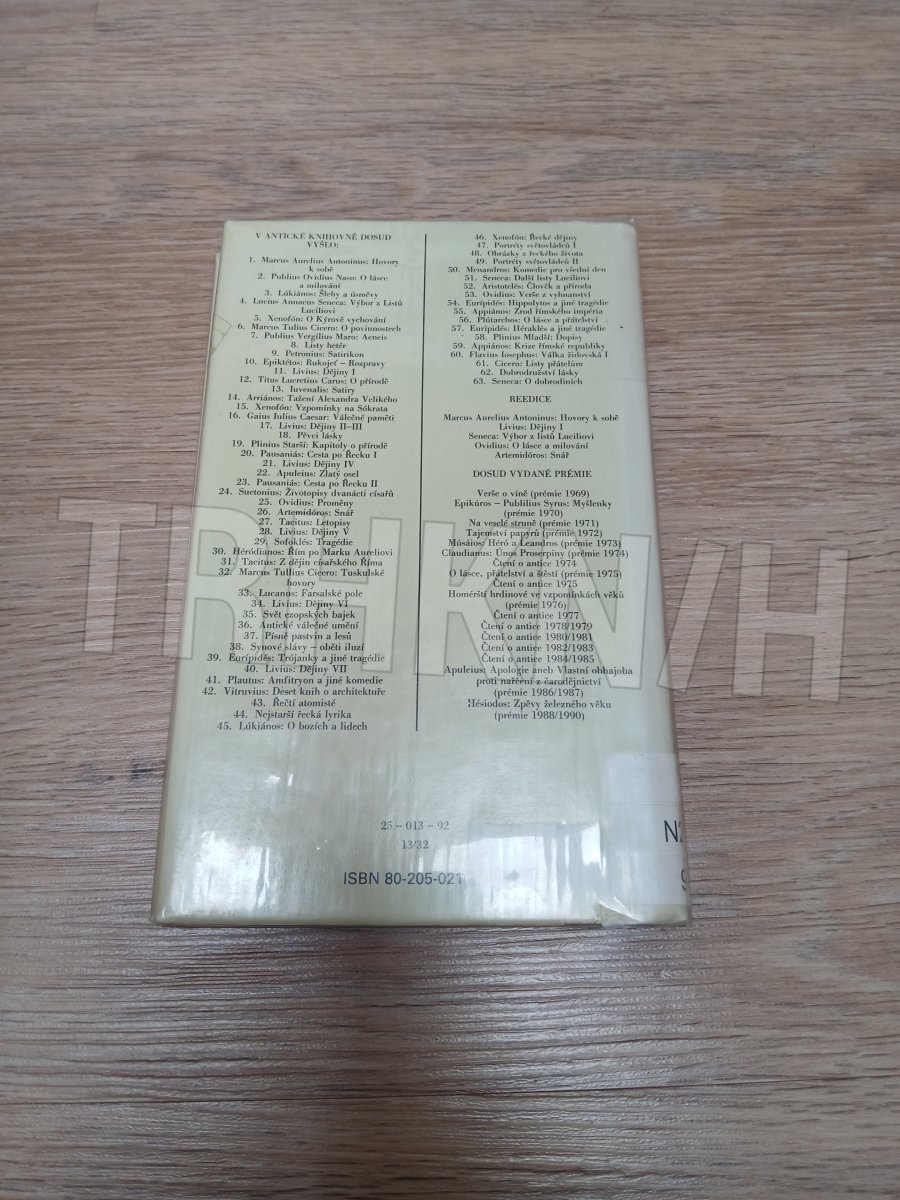 V ANTICKÉ KNIHOVNĚ DOSUD
VYŠLO:
1. Marcus Aurelius Antoninus: Hovory
k sobě
2. Publius Ovidius Naso: O lásce
a milování
3. Lúkiános: Šlehy a úsměvy
4. Lucius Annaeus Seneca: Výbor z Listů
Luciliovi
5. Xenofón: O Kýrově vychování
6. Marcus Tulius Cicero: O povinnostech
7. Publius Vergilius Maro: Aeneis
8. Listy hetér
9. Petronius: Satirikon
10. Epiktétos: Rukojeť – Rozpravy
11. Livius: Dějiny I
12. Titus Lucretius Carus: O přírodě
13. Iuvenalis: Satiry
14. Arriános: Tažení Alexandra Velikého
15. Xenofón: Vzpomínky na Sókrata
16. Gaius Iulius Caesar: Válečné paměti
17. Livius: Dějiny II–III
18. Pěvci lásky
19. Plinius Starší: Kapitoly o přírodě
20. Pausaniás: Cesta po Řecku I
21. Livius: Dějiny IV
22. Apuleius: Zlatý osel
23. Pausaniás: Cesta po Řecku II
24. Suetonius: Životopisy dvanácti císařů
25. Ovidius: Proměny
26. Artemidóros: Snář
27. Tacitus: Letopisy
28. Livius: Dějiny V
29. Sofoklés: Tragédie
30. Héródianos: Řím po Marku Aureliovi
31. Tacitus: Z dějin císařského Říma
32. Marcus Tullius Cicero: Tuskulské
hovory
33. Lucanus: Farsalské pole
34. Livius: Dějiny VI
35. Svět ezopských bajek
36. Antické válečné umění
37. Písně pastvin a lesů
38. Synové slávy – oběti iluzí
39. Eurípidés: Trójanky a jiné tragédie
40. Livius: Dějiny VII
41. Plautus: Amfitryon a jiné komedie
42. Vitruvius: Deset knih o architektuře
43. Řečtí atomisté
44. Nejstarší řecká lyrika
45. Lúkiános: O bozích a lidech
46. Xenofón: Řecké dějiny
47. Portréty světovládců I
48. Obrázky z řeckého života
49. Portréty světovládců II
50. Menandros: Komedie pro všední den
51. Seneca: Další listy Luciliovi
52. Aristotelés: Člověk a příroda
53. Ovidius: Verše z vyhnanství
54. Eurípidés: Hippolytos a jiné tragédie
55. Appiános: Zrod římského impéria
56. Plútarchos: O lásce a přátelství
57. Eurípidés: Héraklés a jiné tragédie
58. Plinius Mladší: Dopisy
59. Appiános: Krize římské republiky
60. Flavius Iosephus: Válka židovská I
61. Cicero: Listy přátelům
62. Dobrodružství lásky
63. Seneca: O dobrodiních
REEDICE
Marcus Aurelius Antoninus: Hovory k sobě
Livius: Dějiny I
Seneca: Výbor z listů Luciliovi
Ovidius: O lásce a milování
Artemidóros: Snář
DOSUD VYDANÉ PRÉMIE
Verše o víně (prémie 1969)
Epikúros – Publilius Syrus: Myšlenky
(prémie 1970)
Na veselé struně (prémie 1971)
Tajemství papyrů (prémie 1972)
Músáios: Héró a Leandros (prémie 1973)
Claudianus: Únos Proserpiny (prémie 1974)
Čtení o antice 1974
O lásce, přátelství a štěstí (prémie 1975)
Čtení o antice 1975
Homérští hrdinové ve vzpomínkách věků
(prémie 1976)
Čtení o antice 1977
Čtení o antice 1978/1979
Čtení o antice 1980/1981
Čtení o antice 1982/1983
Čtení o antice 1984/1985
Apuleius: Apologie aneb Vlastní obhajoba
proti nařčení z čarodějnictví
(prémie 1986/1987)
Hésiodos: Zpěvy železného věku
(prémie 1988/1990)
25 – 013 – 92
13/32
ISBN 80-205-021
TRHKNIH